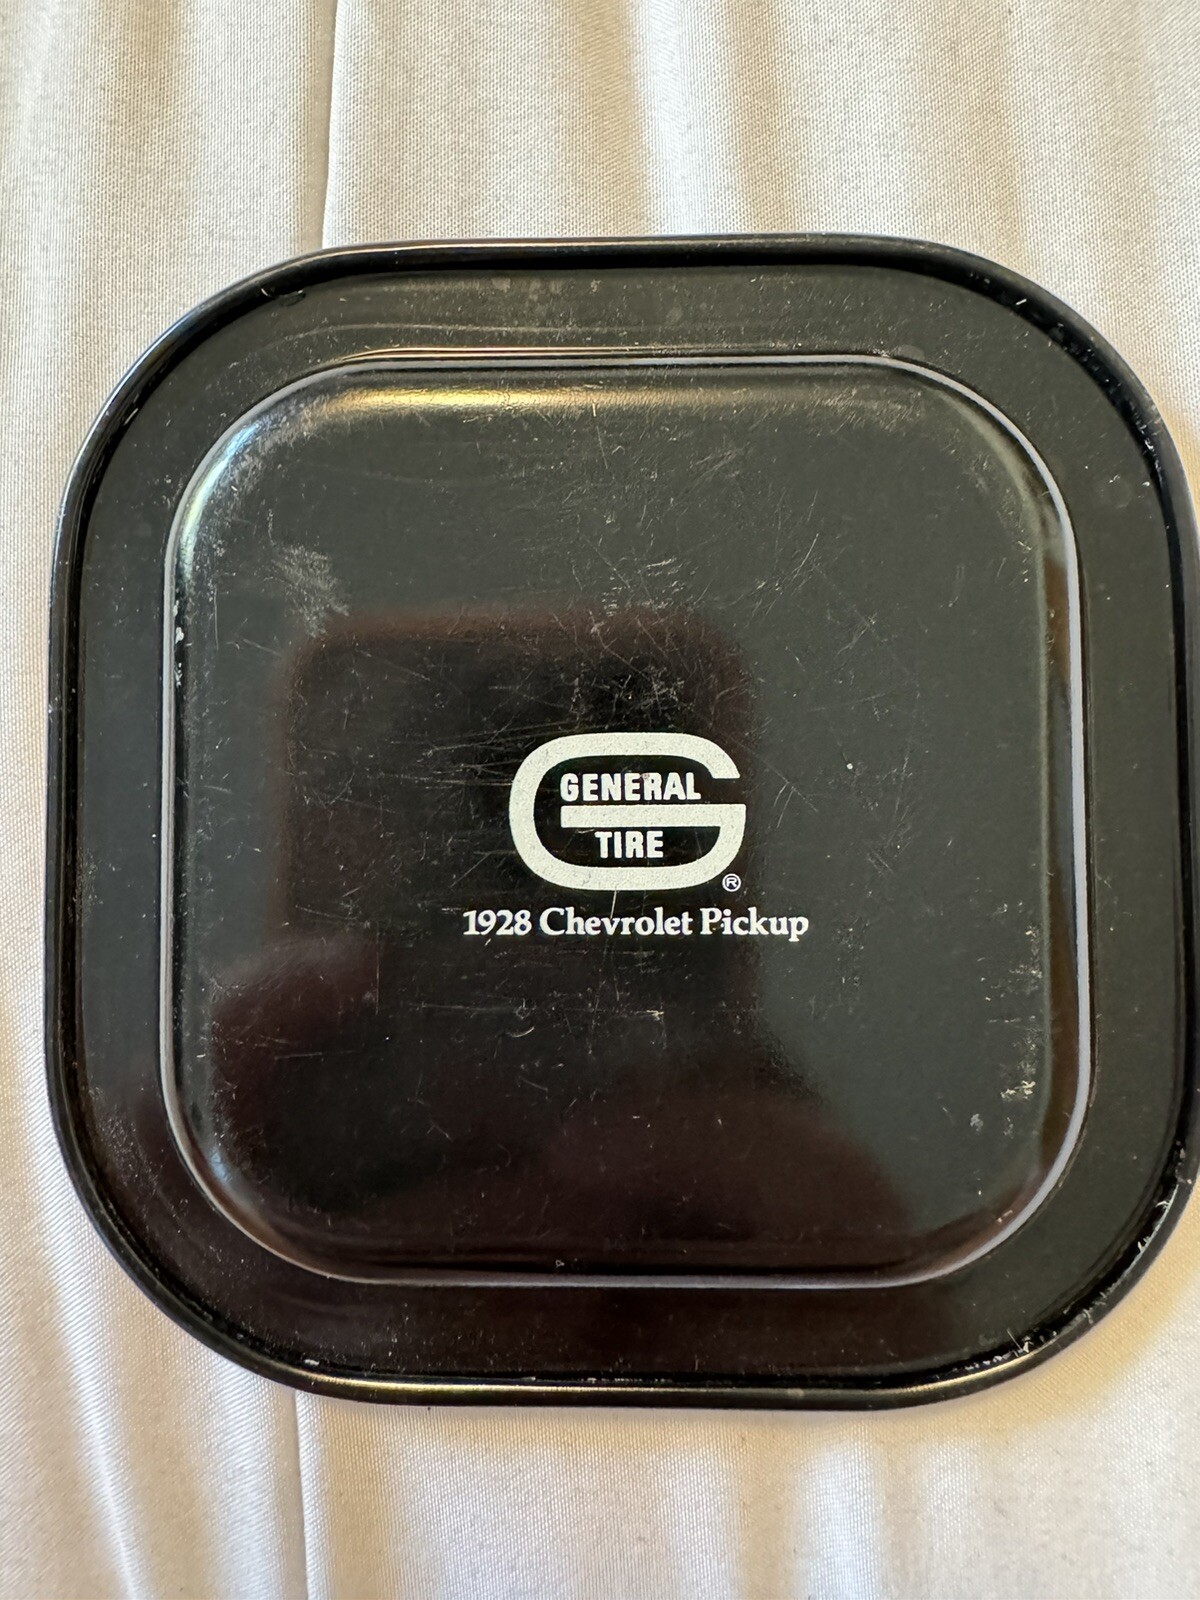 GENERAL
TIRE
®
1928 Chevrolet Pickup